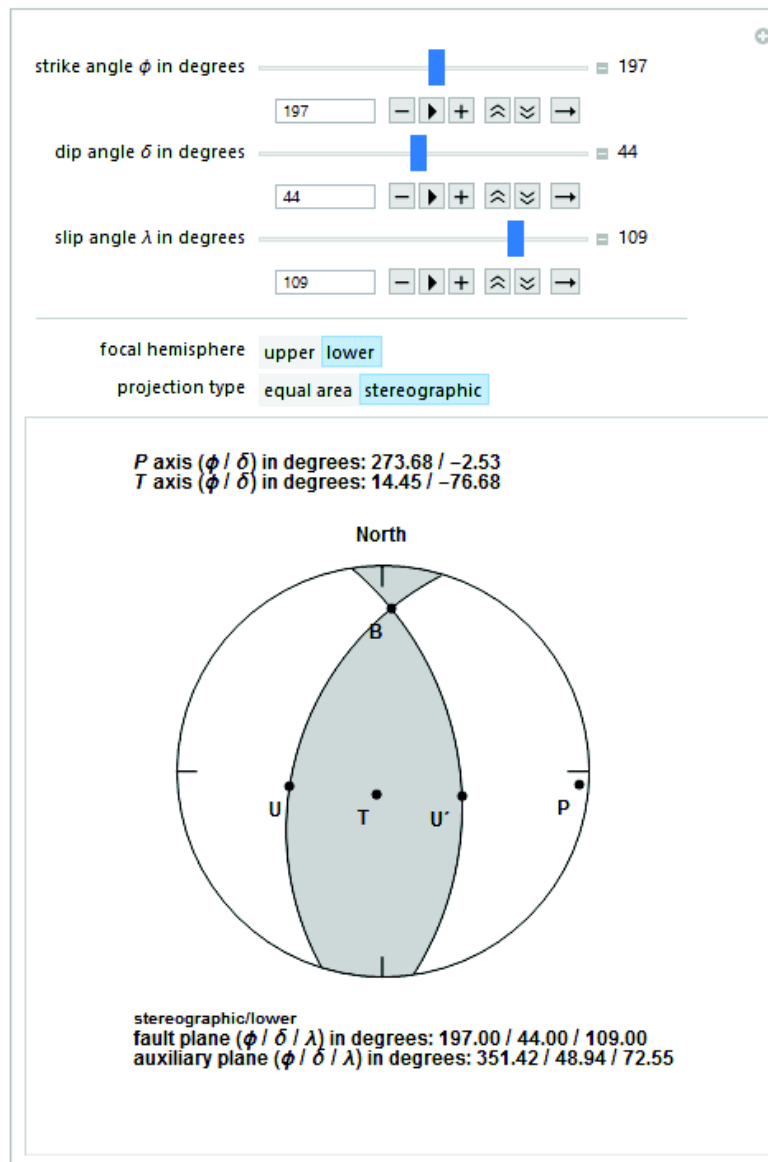 strike angle ϕ in degrees 197
197
dip angle δ in degrees 44
44
slip angle λ in degrees 109
109
focal hemisphere upper lower
projection type equal area stereographic
P axis (ϕ / δ) in degrees: 273.68 / −2.53
T axis (ϕ / δ) in degrees: 14.45 / −76.68
North
B
U T U´ P
stereographic/lower
fault plane (ϕ / δ / λ) in degrees: 197.00 / 44.00 / 109.00
auxiliary plane (ϕ / δ / λ) in degrees: 351.42 / 48.94 / 72.55